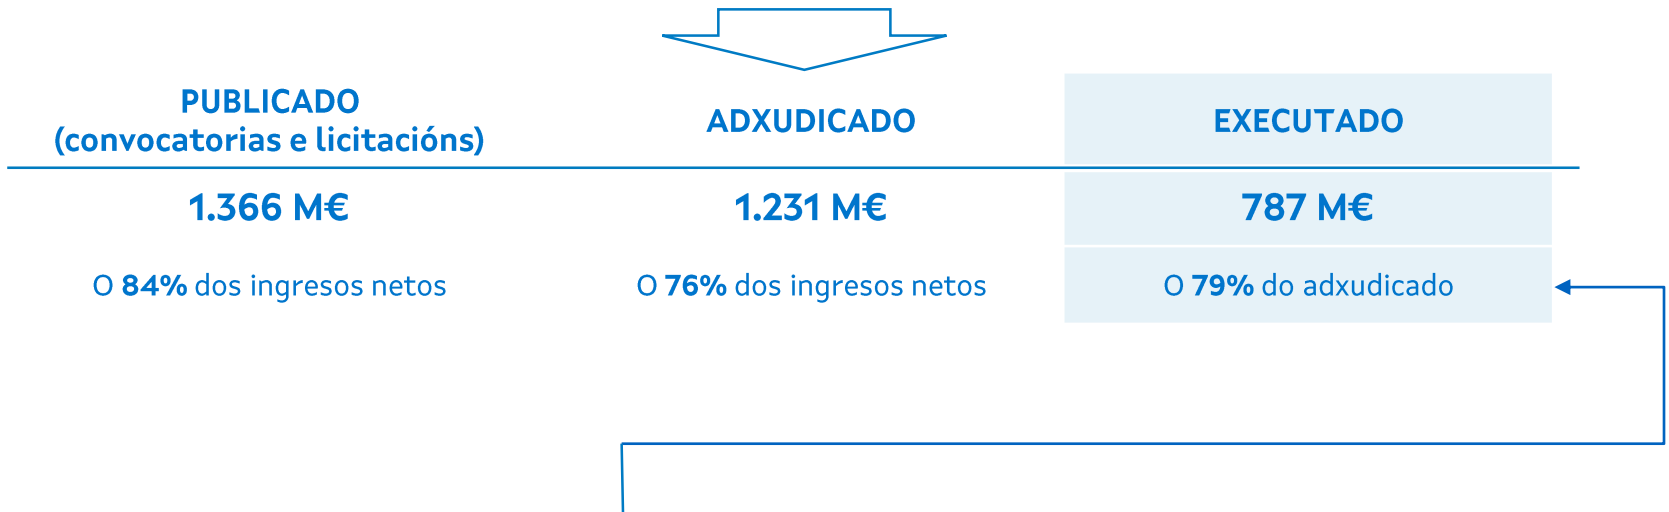 PUBLICADO
(convocatorias e licitacións)
ADXUDICADO
EXECUTADO
1.366 M€
1.231 M€
787 M€
O 84% dos ingresos netos
O 76% dos ingresos netos
O 79% do adxudicado